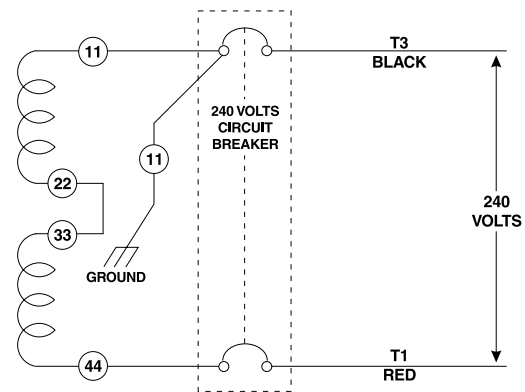 11
T3
BLACK
240 VOLTS
CIRCUIT
BREAKER
11
22
240
VOLTS
33
GROUND
44
T1
RED